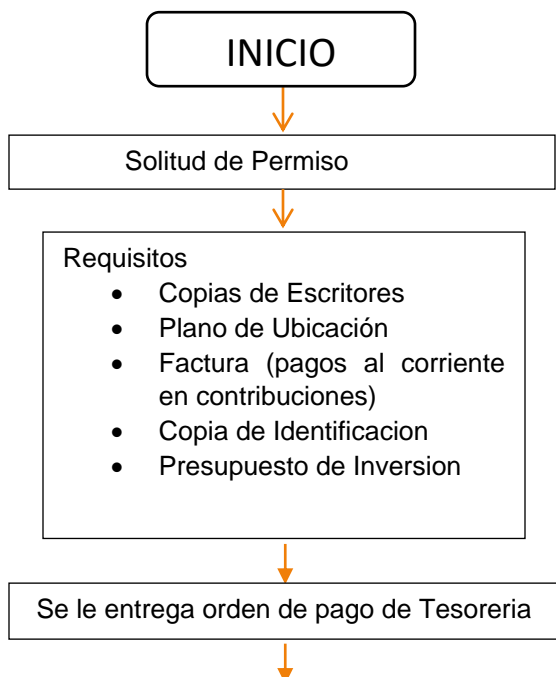 INICIO
Solitud de Permiso
Requisitos
• Copias de Escritores
• Plano de Ubicación
• Factura (pagos al corriente
en contribuciones)
• Copia de Identificacion
• Presupuesto de Inversion
Se le entrega orden de pago de Tesoreria